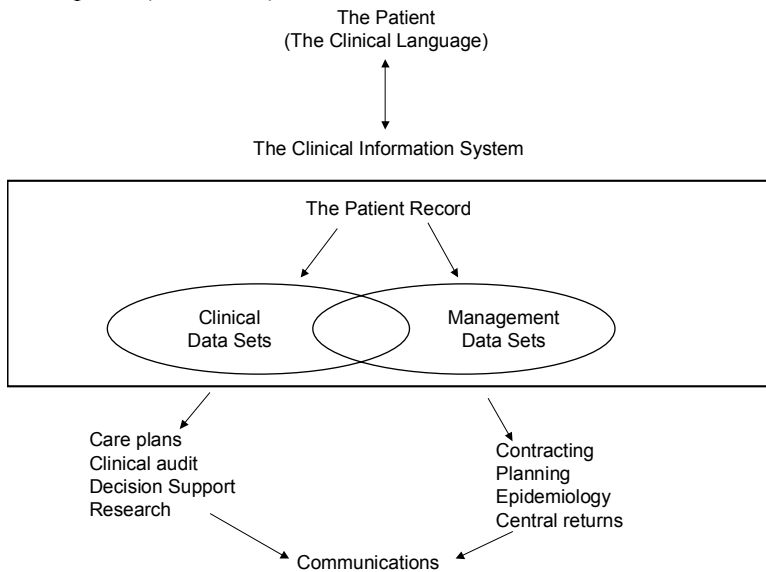 The Patient
(The Clinical Language)
The Clinical Information System
The Patient Record
Clinical
Data Sets
Management
Data Sets
Care plans
Clinical audit
Decision Support
Research
Contracting
Planning
Epidemiology
Central returns
Communications